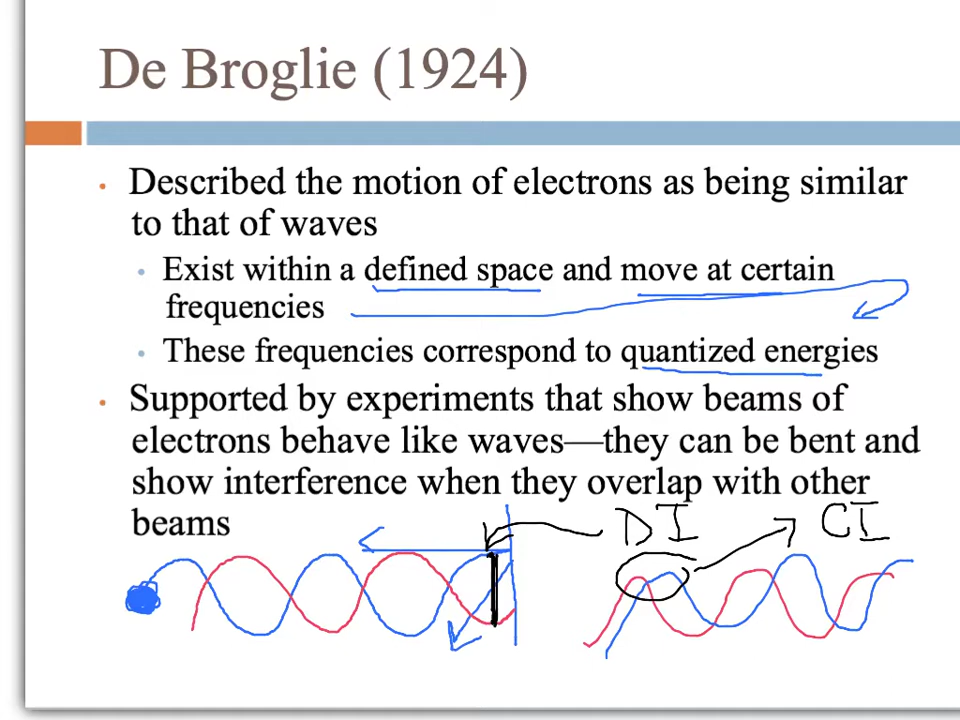 De Broglie (1924)
• Described the motion of electrons as being similar
to that of waves
• Exist within a defined space and move at certain
frequencies
• These frequencies correspond to quantized energies
• Supported by experiments that show beams of
electrons behave like waves—they can be bent and
show interference when they overlap with other
beams
DI CI